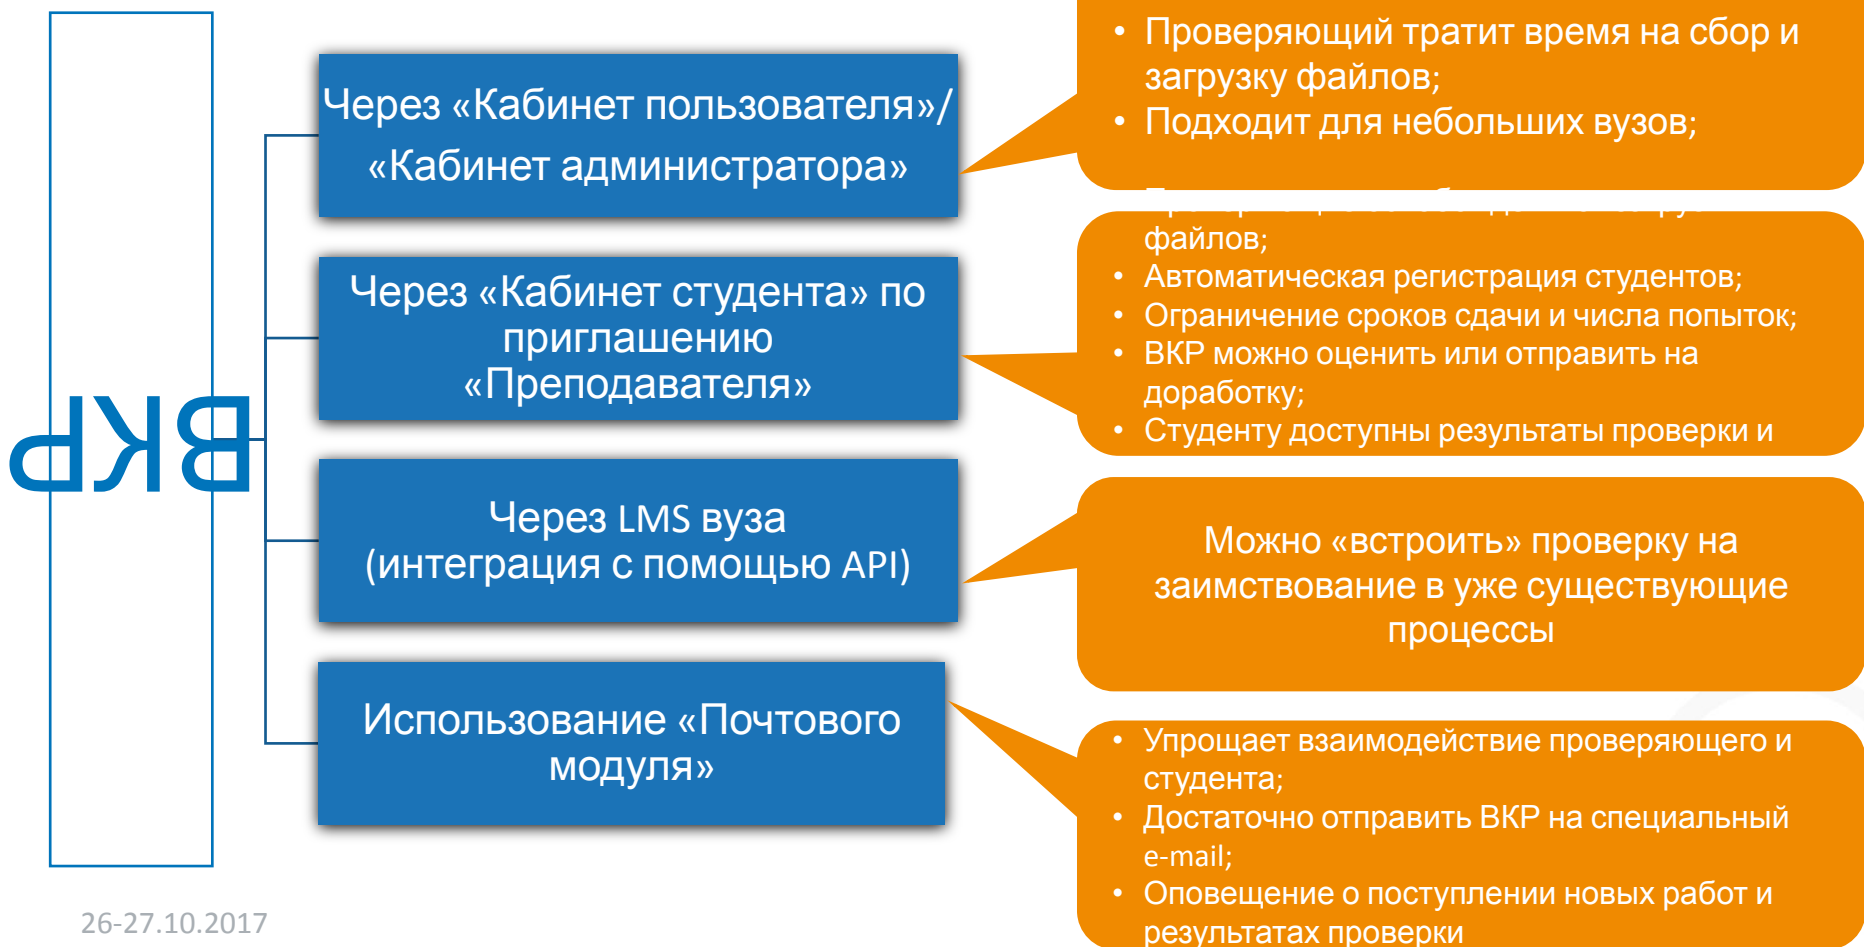 ВКР
Через «Кабинет пользователя»/
«Кабинет администратора»
• Проверяющий тратит время на сбор и
загрузку файлов;
• Подходит для небольших вузов;
Через «Кабинет студента» по
приглашению
«Преподавателя»
файлов;
• Автоматическая регистрация студентов;
• Ограничение сроков сдачи и числа попыток;
• ВКР можно оценить или отправить на
доработку;
• Студенту доступны результаты проверки и
Через LMS вуза
(интеграция с помощью API)
Можно «встроить» проверку на
заимствование в уже существующие
процессы
Использование «Почтового
модуля»
• Упрощает взаимодействие проверяющего и
студента;
• Достаточно отправить ВКР на специальный
e-mail;
• Оповещение о поступлении новых работ и
результатах проверки
26-27.10.2017